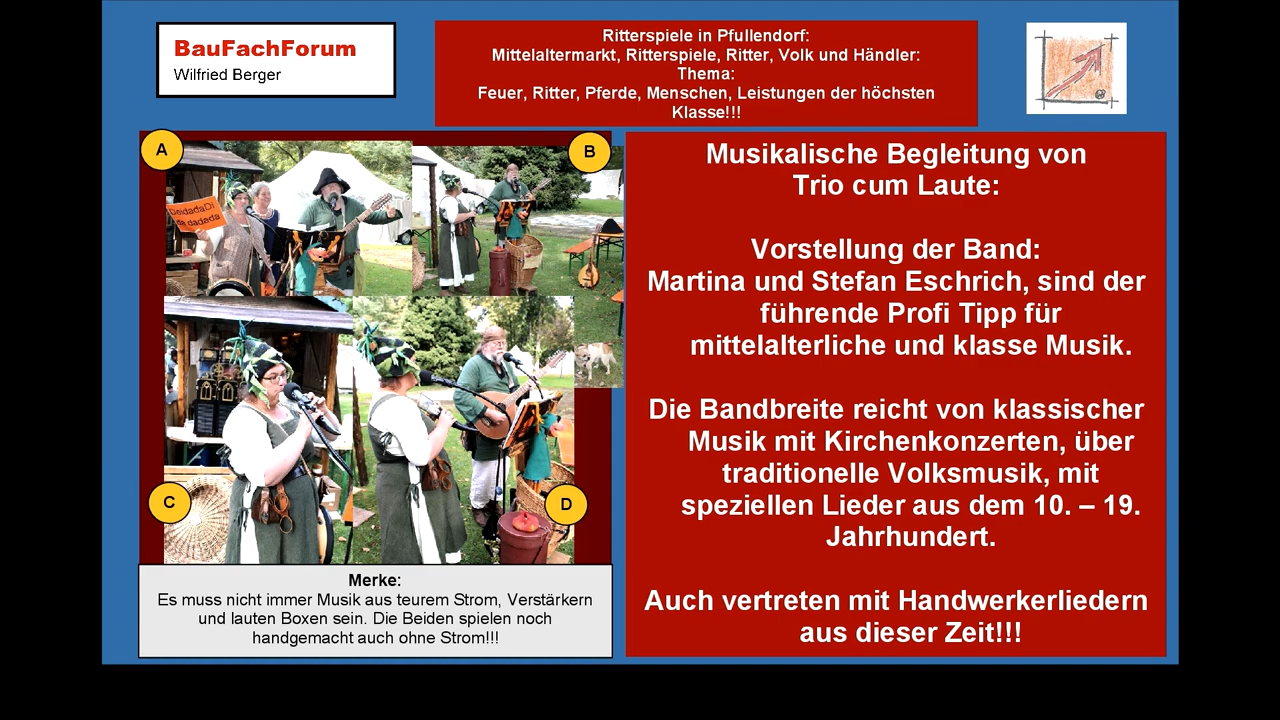 BauFachForum
Wilfried Berger
Ritterspiele in Pfullendorf:
Mittelaltermarkt, Ritterspiele, Ritter, Volk und Händler:
Thema:
Feuer, Ritter, Pferde, Menschen, Leistungen der höchsten
Klasse!!!
A
B
DeidadaDi
da dadada
C
D
Merke:
Es muss nicht immer Musik aus teurem Strom, Verstärkern
und lauten Boxen sein. Die Beiden spielen noch
handgemacht auch ohne Strom!!!
Musikalische Begleitung von
Trio cum Laute:
Vorstellung der Band:
Martina und Stefan Eschrich, sind der
führende Profi Tipp für
mittelalterliche und klasse Musik.
Die Bandbreite reicht von klassischer
Musik mit Kirchenkonzerten, über
traditionelle Volksmusik, mit
speziellen Lieder aus dem 10. – 19.
Jahrhundert.
Auch vertreten mit Handwerkerliedern
aus dieser Zeit!!!